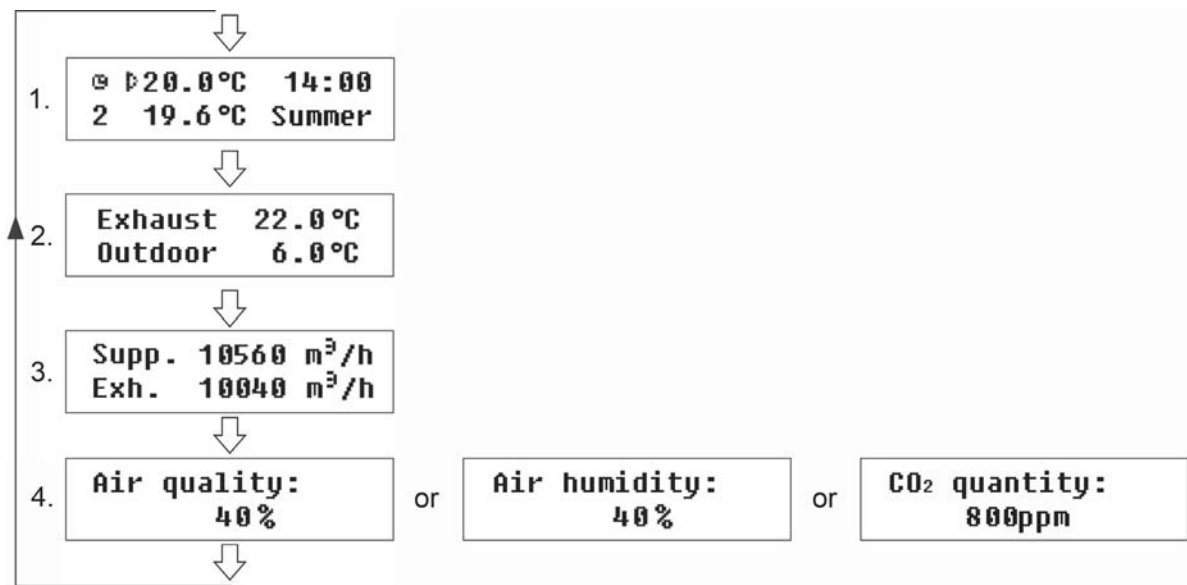 1.
20.0°C 14:00
2 19.6°C Summer
2.
Exhaust 22.0°C
Outdoor 6.0°C
3.
Supp. 10560 m³/h
Exh. 10040 m³/h
4.
Air quality:
40%
or
Air humidity:
40%
or
CO₂ quantity:
800ppm